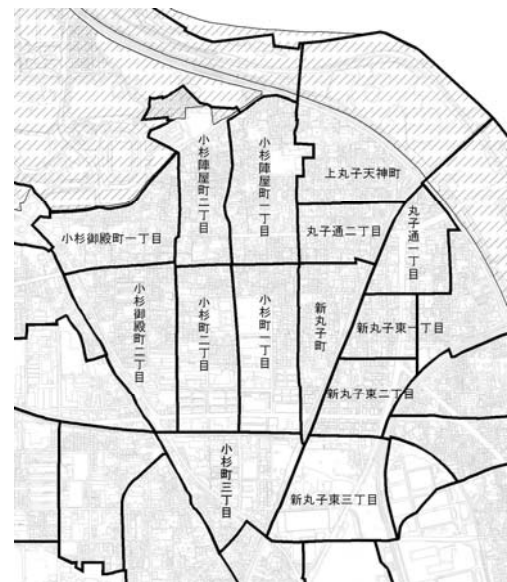 小杉陣屋町二丁目
小杉陣屋町一丁目
上丸子天神町
丸子通一丁目
丸子通二丁目
小杉御殿町一丁目
小杉御殿町二丁目
小杉町二丁目
小杉町一丁目
新丸子町
新丸子東一丁目
新丸子東二丁目
小杉町三丁目
新丸子東三丁目